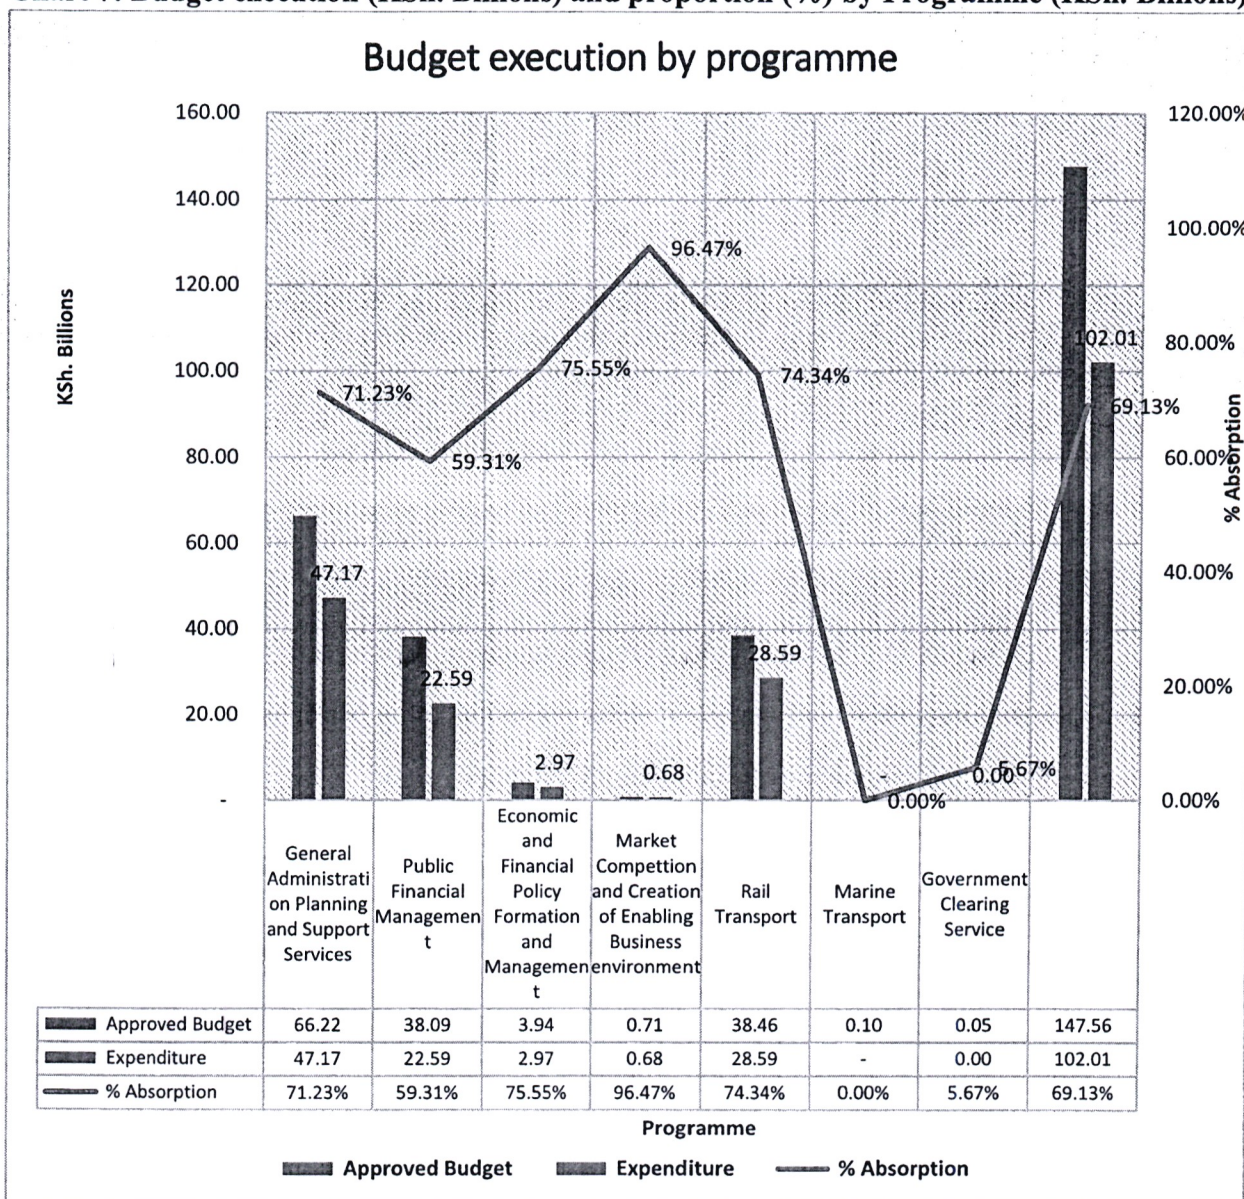 Budget execution by programme
160.00
140.00
120.00
100.00
80.00
60.00
40.00
20.00
-
KSh. Billions
120.00%
100.00%
80.00%
60.00%
40.00%
20.00%
0.00%
% Absorption
71.23%
59.31%
75.55%
96.47%
74.34%
0.00%
5.67%
69.13%
47.17
22.59
2.97
0.68
28.59
-
0.00
102.01
General
Administrati
on Planning
and Support
Services
Public
Financial
Managemen
t
Economic
and
Financial
Policy
Formation
and
Managemen
t
Market
Compettion
and Creation
of Enabling
Business
environment
Rail
Transport
Marine
Transport
Government
Clearing
Service
Approved Budget 66.22 38.09 3.94 0.71 38.46 0.10 0.05 147.56
Expenditure 47.17 22.59 2.97 0.68 28.59 - 0.00 102.01
% Absorption 71.23% 59.31% 75.55% 96.47% 74.34% 0.00% 5.67% 69.13%
Programme
Approved Budget Expenditure % Absorption